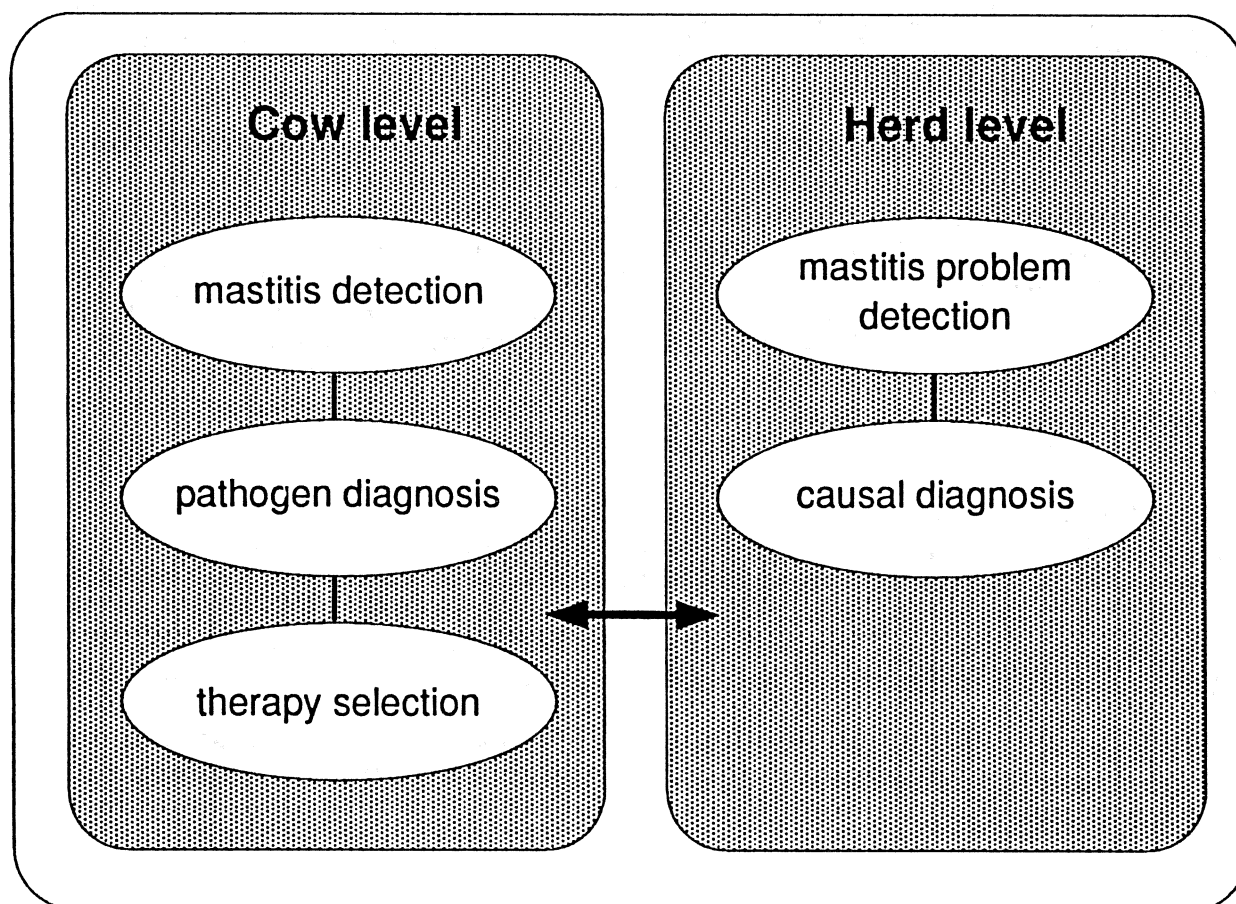 Cow level
mastitis detection
pathogen diagnosis
therapy selection
Herd level
mastitis problem
detection
causal diagnosis